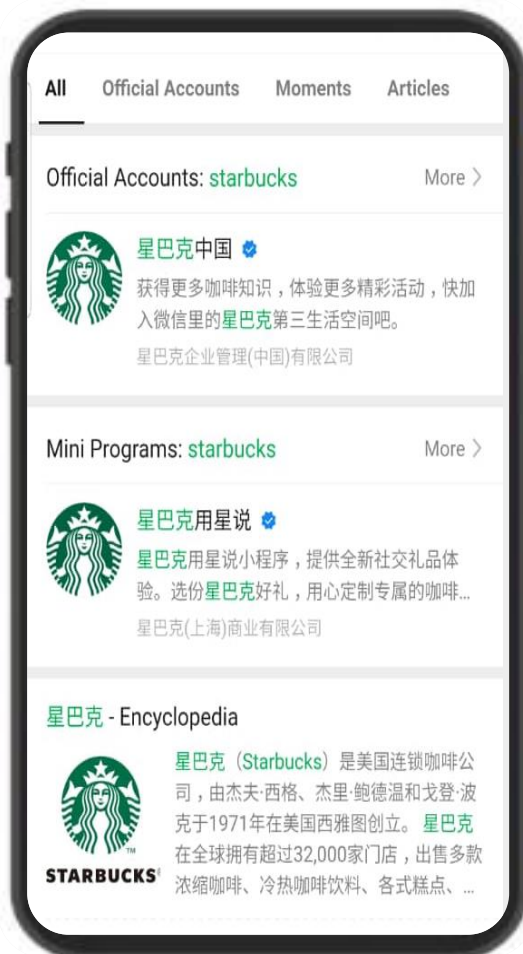 All Official Accounts Moments Articles
Official Accounts: starbucks More
星巴克中国
获得更多咖啡知识，体验更多精彩活动，快加
入微信里的星巴克第三生活空间吧。
星巴克企业管理(中国)有限公司
Mini Programs: starbucks More
星巴克用星说
星巴克用星说小程序，提供全新社交礼品体
验。选份星巴克好礼，用心定制专属的咖啡...
星巴克(上海)商业有限公司
星巴克 - Encyclopedia
星巴克（Starbucks）是美国连锁咖啡公
司，由杰夫·西格、杰里·鲍德温和戈登·波
克于1971年在美国西雅图创立。 星巴克
在全球拥有超过32,000家门店，出售多款
浓缩咖啡、冷热咖啡饮料、各式糕点、...
TM
STARBUCKS